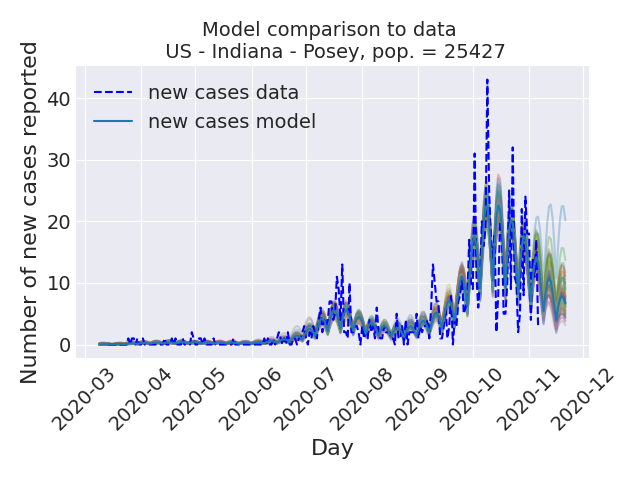 Model comparison to data
US - Indiana - Posey, pop. = 25427
Number of new cases reported
new cases data
new cases model
40
30
20
10
0
2020-03
2020-04
2020-05
2020-06
2020-07
2020-08
2020-09
2020-10
2020-11
2020-12
Day